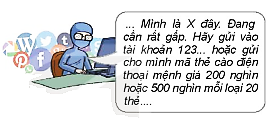 ... Mình là X đây. Đang
cần rất gấp. Hãy gửi vào
tài khoản 123... hoặc gửi
cho mình mã thẻ cào điện
thoại mệnh giá 200 nghìn
hoặc 500 nghìn mỗi loại 20
thẻ....